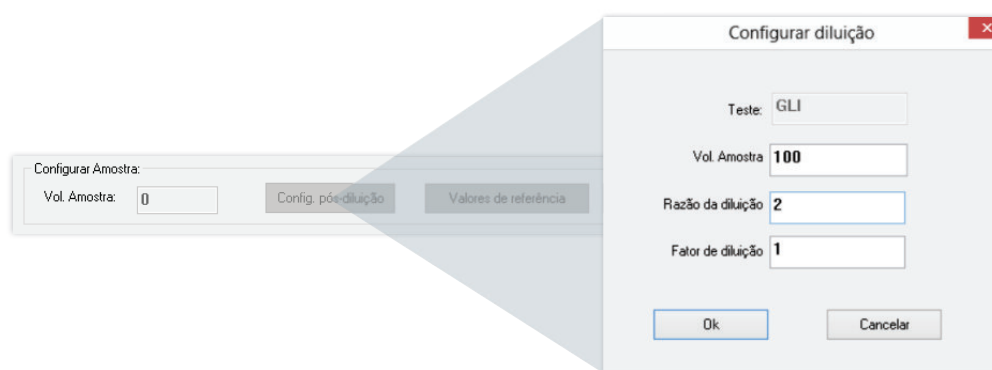 Configurar Amostra:
Vol. Amostra: 0
Config. pós-diluição
Valores de referência
Configurar diluição
Teste: GLI
Vol. Amostra 100
Razão da diluição 2
Fator de diluição 1
Ok
Cancelar